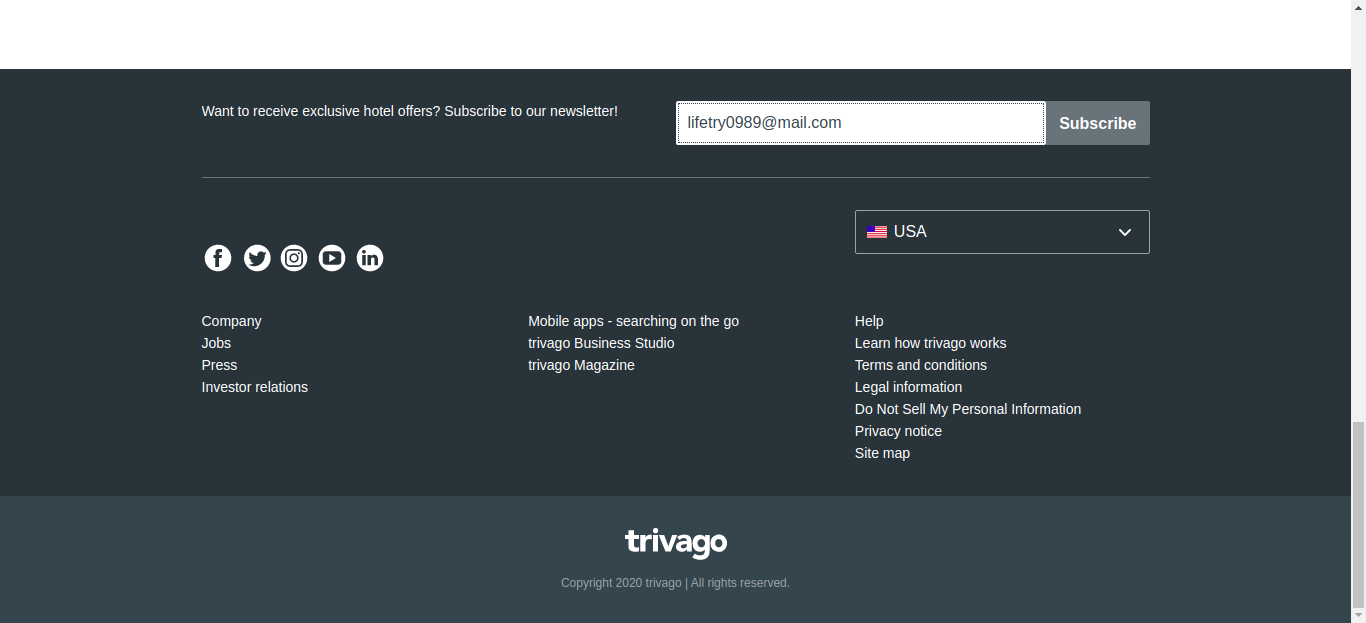 Want to receive exclusive hotel offers? Subscribe to our newsletter!
lifetry0989@mail.com
Subscribe
USA
Company
Jobs
Press
Investor relations
Mobile apps - searching on the go
trivago Business Studio
trivago Magazine
Help
Learn how trivago works
Terms and conditions
Legal information
Do Not Sell My Personal Information
Privacy notice
Site map
trivago
Copyright 2020 trivago | All rights reserved.